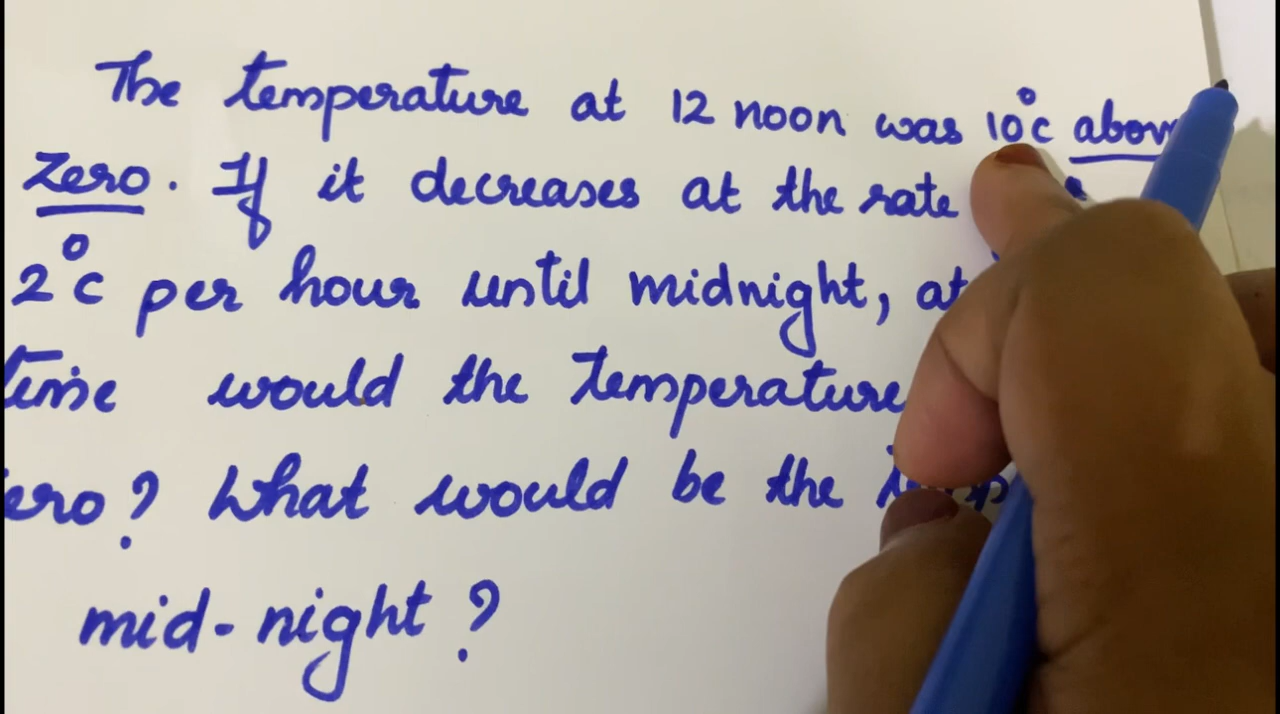 The temperature at 12 noon was 10°C above
Zero. If it decreases at the rate
2°C per hour until midnight, at
time would the temperature
ero? What would be the temp
mid-night?